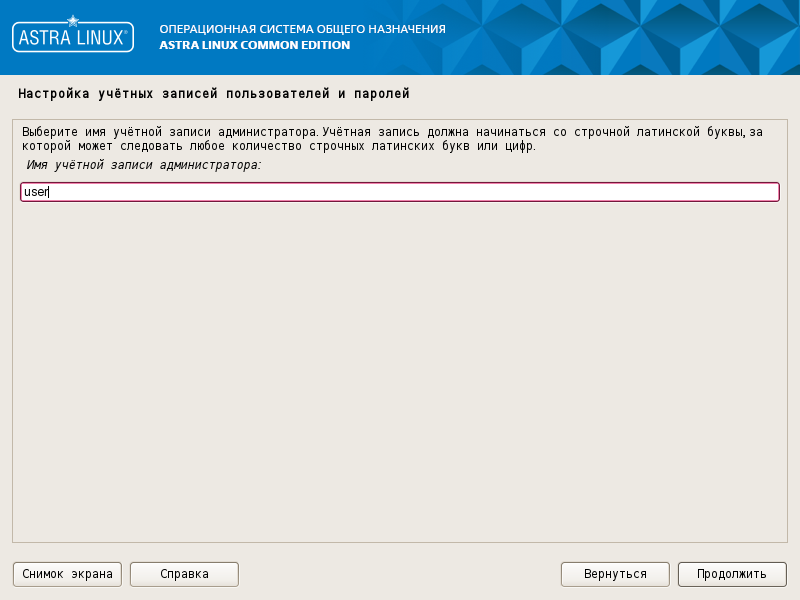 ASTRA LINUX®
ОПЕРАЦИОННАЯ СИСТЕМА ОБЩЕГО НАЗНАЧЕНИЯ
ASTRA LINUX COMMON EDITION
Настройка учётных записей пользователей и паролей
Выберите имя учётной записи администратора. Учётная запись должна начинаться со строчной латинской буквы, за
которой может следовать любое количество строчных латинских букв или цифр.
Имя учётной записи администратора:
user
Снимок экрана
Справка
Вернуться
Продолжить